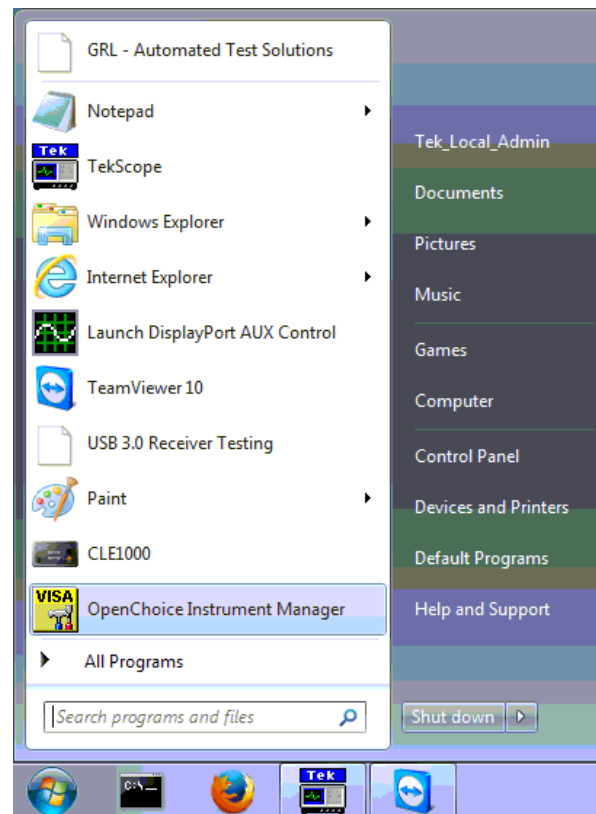 GRL - Automated Test Solutions
Notepad
Tek
TekScope
Windows Explorer
Internet Explorer
Launch DisplayPort AUX Control
TeamViewer 10
USB 3.0 Receiver Testing
Paint
CLE1000
VISA
OpenChoice Instrument Manager
All Programs
Search programs and files
Tek_Local_Admin
Documents
Pictures
Music
Games
Computer
Control Panel
Devices and Printers
Default Programs
Help and Support
Shut down
C:\_
Tek